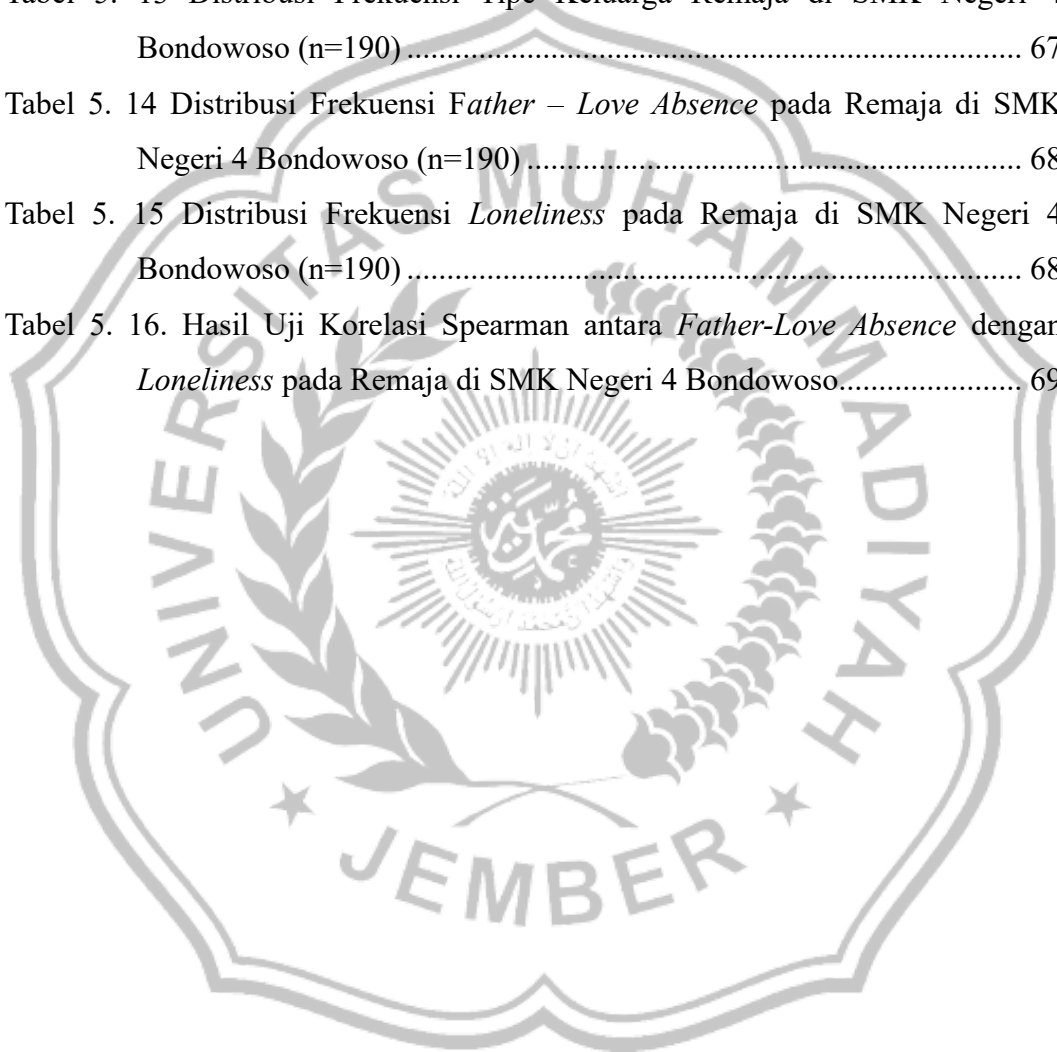 Tabel 5. 13 Distribusi Frekuensi Tipe Keluarga Remaja di SMK Negeri 4
Bondowoso (n=190) ........................................................................................ 67
Tabel 5. 14 Distribusi Frekuensi Father – Love Absence pada Remaja di SMK
Negeri 4 Bondowoso (n=190) ....................................................................... 68
Tabel 5. 15 Distribusi Frekuensi Loneliness pada Remaja di SMK Negeri 4
Bondowoso (n=190) ........................................................................................ 68
Tabel 5. 16. Hasil Uji Korelasi Spearman antara Father-Love Absence dengan
Loneliness pada Remaja di SMK Negeri 4 Bondowoso........................... 69
UNIVERSITAS MUHAMMADIYAH
JEMBER